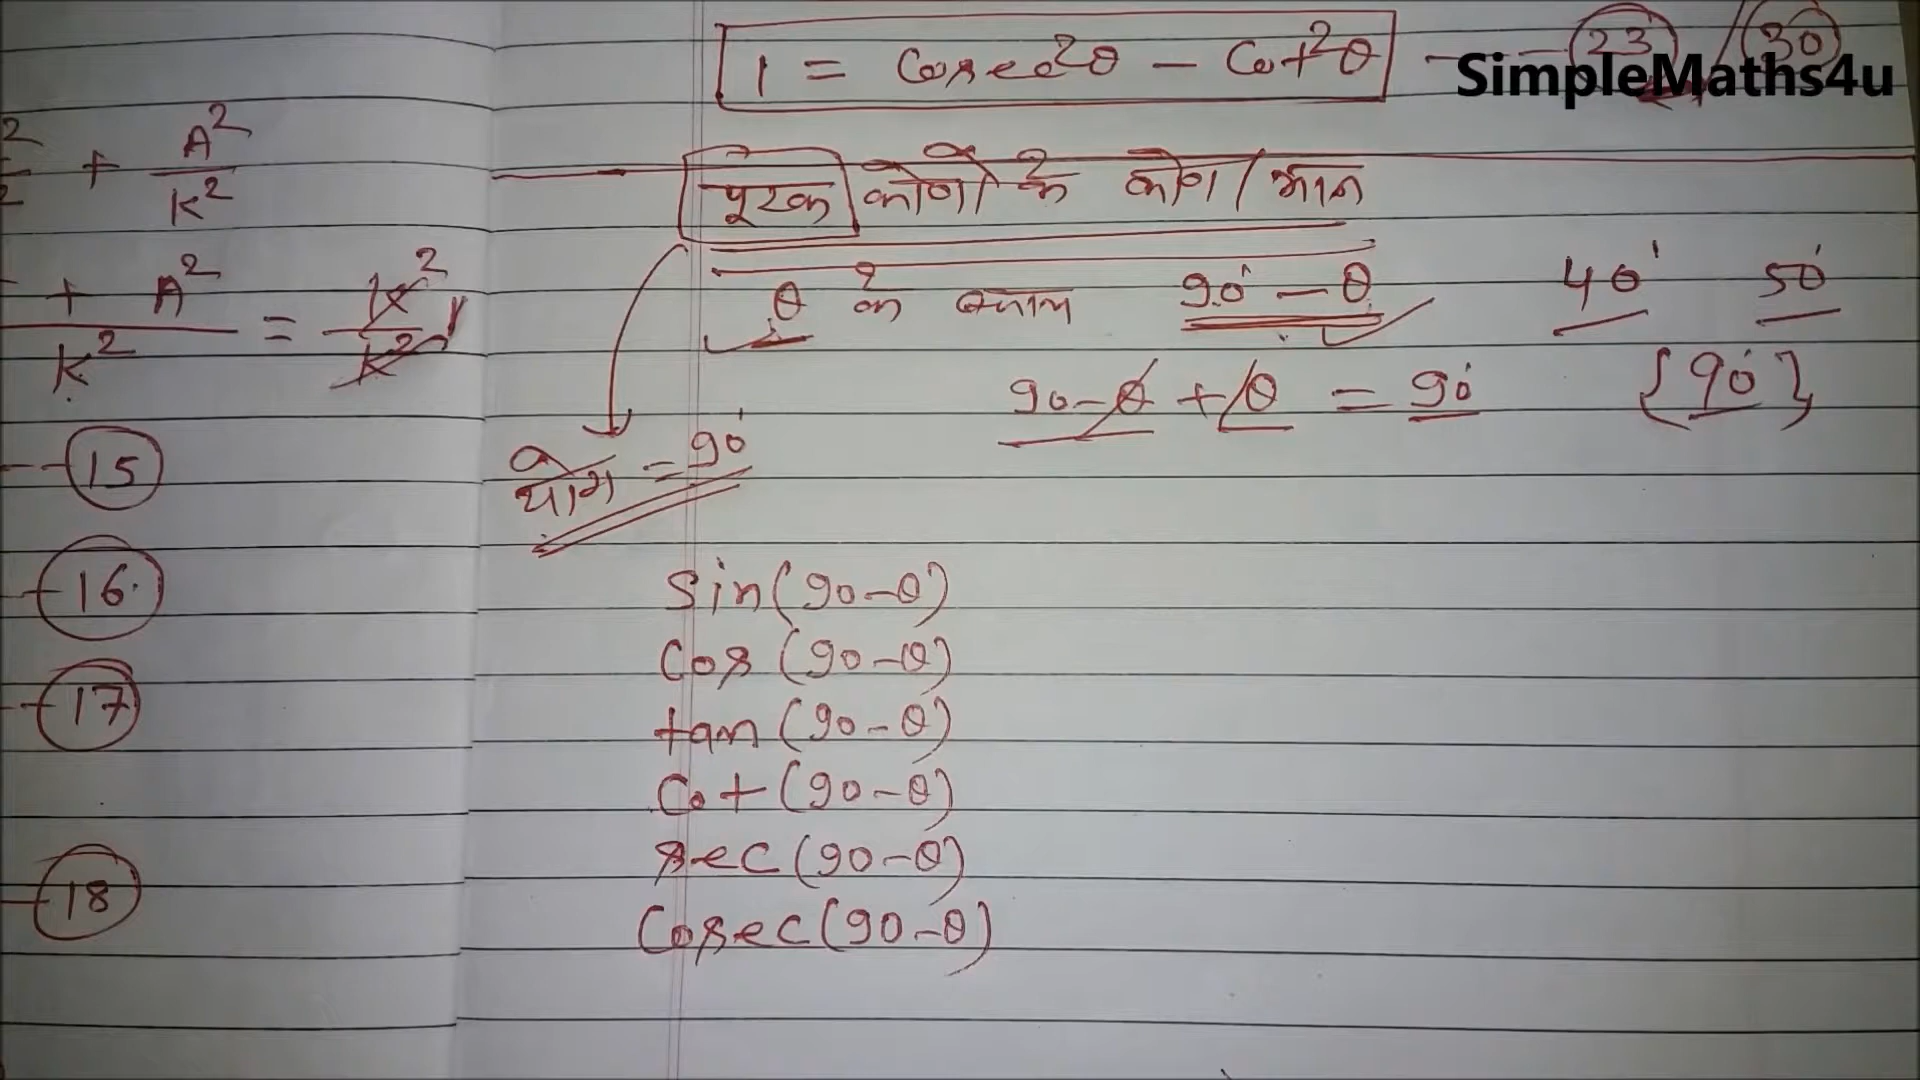 1 = Cosec²θ - Cot²θ - - 23 / 30
SimpleMaths4u
+ A²/K²
पूरक कोणों के कोण / मान
+ A² / K² = K² / K² 1
θ के स्थान 90° - θ 40° 50°
90-θ + θ = 90° {90°}
योग = 90°
15
16
17
18
Sin(90-θ)
Cos(90-θ)
tan(90-θ)
Cot(90-θ)
sec(90-θ)
Cosec(90-θ)